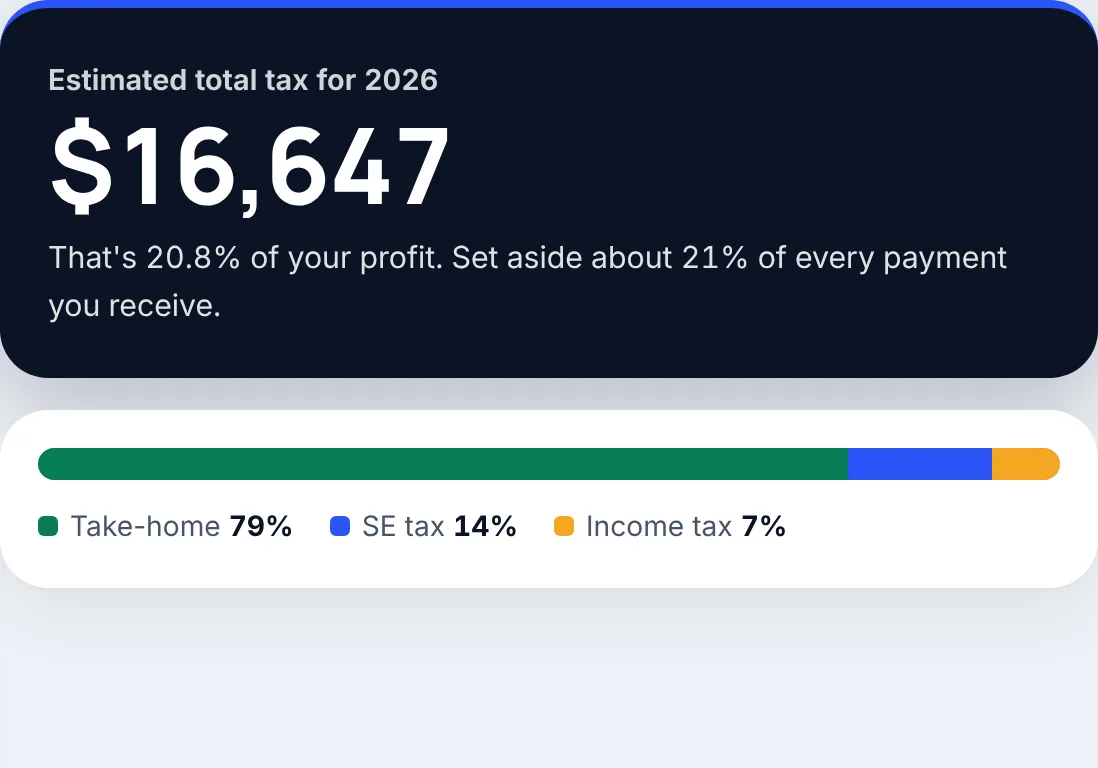 Estimated total tax for 2026
$16,647
That's 20.8% of your profit. Set aside about 21% of every payment
you receive.
Take-home 79% SE tax 14% Income tax 7%